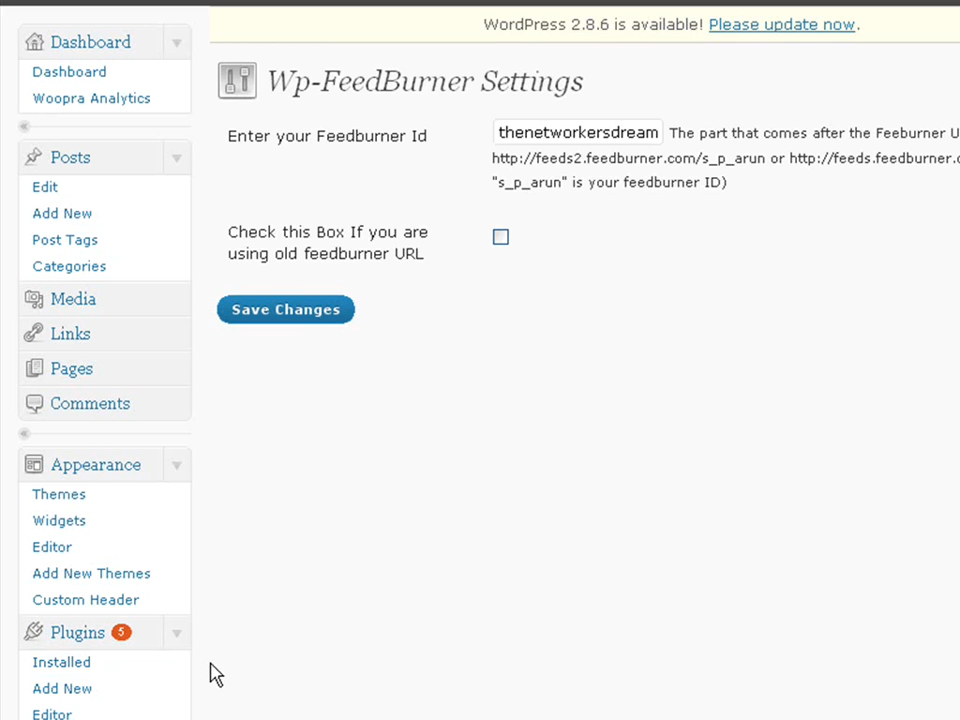 WordPress 2.8.6 is available! Please update now.
Dashboard
Dashboard
Woopra Analytics
Posts
Edit
Add New
Post Tags
Categories
Media
Links
Pages
Comments
Appearance
Themes
Widgets
Editor
Add New Themes
Custom Header
Plugins 5
Installed
Add New
Editor
Wp-FeedBurner Settings
Enter your Feedburner Id
thenetworkersdream The part that comes after the Feeburner U
http://feeds2.feedburner.com/s_p_arun or http://feeds.feedburner.c
"s_p_arun" is your feedburner ID)
Check this Box If you are
using old feedburner URL
Save Changes